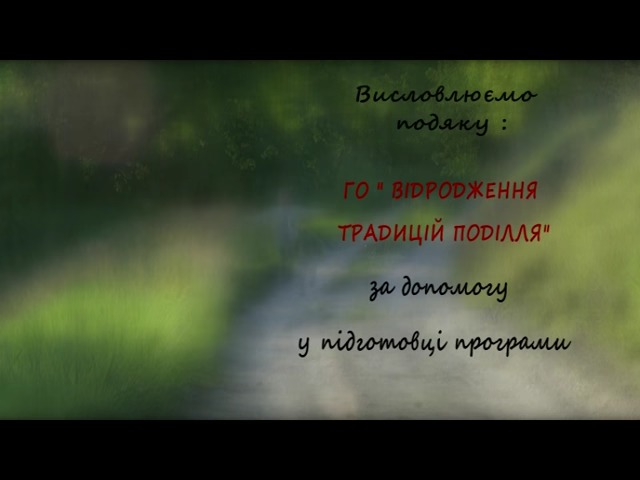 Висловлюємо
подяку :
ГО " ВІДРОДЖЕННЯ
ТРАДИЦІЙ ПОДІЛЛЯ"
за допомогу
у підготовці програми